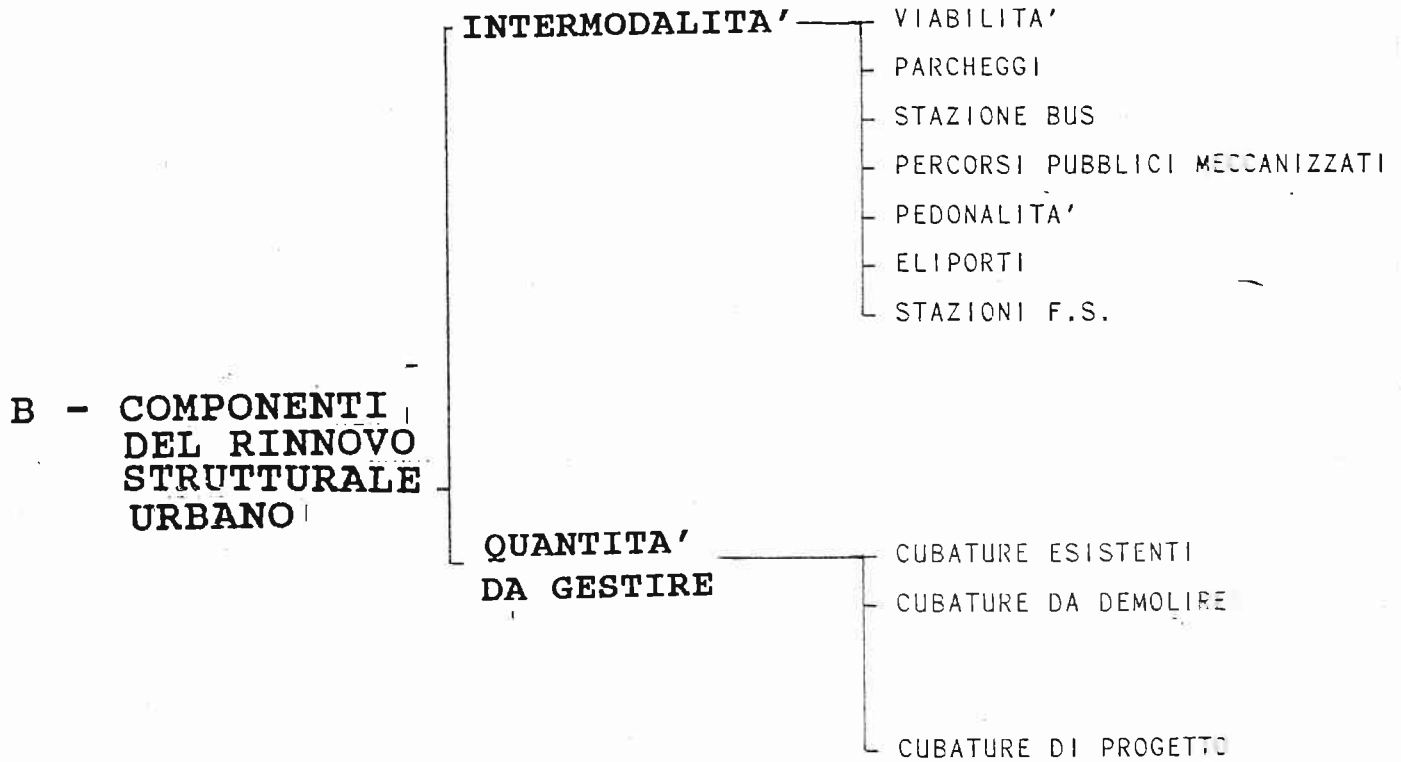 INTERMODALITA'
VIABILITA'
PARCHEGGI
STAZIONE BUS
PERCORSI PUBBLICI MECCANIZZATI
PEDONALITA'
ELIPORTI
STAZIONI F.S.
B - COMPONENTI
DEL RINNOVO
STRUTTURALE
URBANO
QUANTITA'
DA GESTIRE
CUBATURE ESISTENTI
CUBATURE DA DEMOLIRE
CUBATURE DI PROGETTO